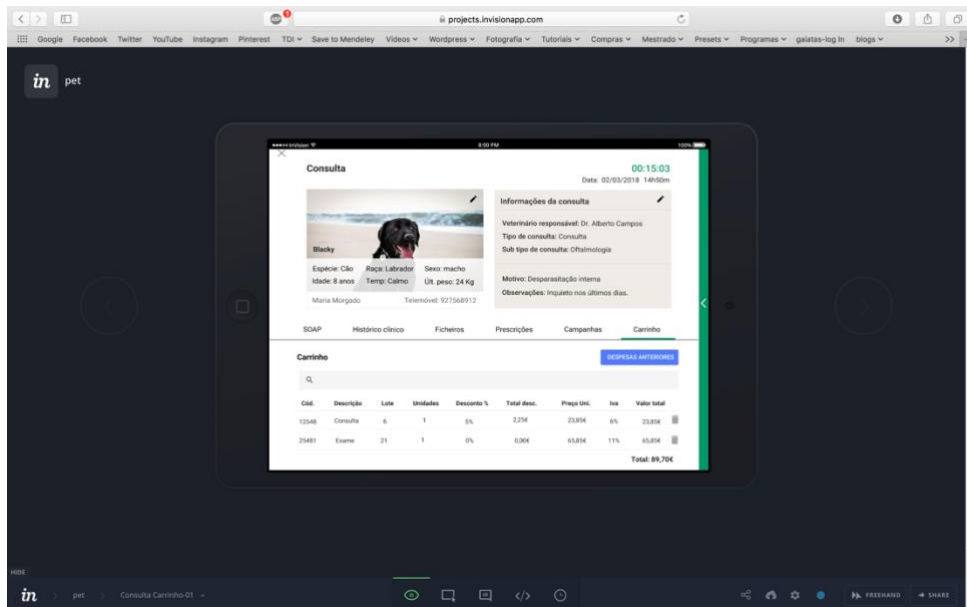 projects.invisionapp.com
1
Google Facebook Twitter YouTube Instagram Pinterest TDI Save to Mendeley Videos Wordpress Fotografia Tutoriais Compras Mestrado Presets Programas gaiatas-log In blogs >>
in pet
8:00 PM 100%
Consulta 00:15:03
Data: 02/03/2018 14h50m
Informações da consulta
Veterinário responsável: Dr. Alberto Campos
Tipo de consulta: Consulta
Sub tipo de consulta: Oftalmologia
Motivo: Desparasitação interna
Observações: Inquieto nos últimos dias.
Blacky
Espécie: Cão Raça: Labrador Sexo: macho
Idade: 8 anos Temp: Calmo Últ. peso: 24 Kg
Maria Morgado Telemóvel: 927568912
SOAP Histórico clínico Ficheiros Prescrições Campanhas Carrinho
Carrinho DESPESAS ANTERIORES
Cód. Descrição Lote Unidades Desconto % Total desc. Preço Uni. Iva Valor total
12548 Consulta 6 1 5% 2,25€ 23,85€ 6% 23,85€
25481 Exame 21 1 0% 0,00€ 65,85€ 11% 65,85€
Total: 89,70€
HIDE
in pet Consulta Carrinho-01 FREEHAND SHARE